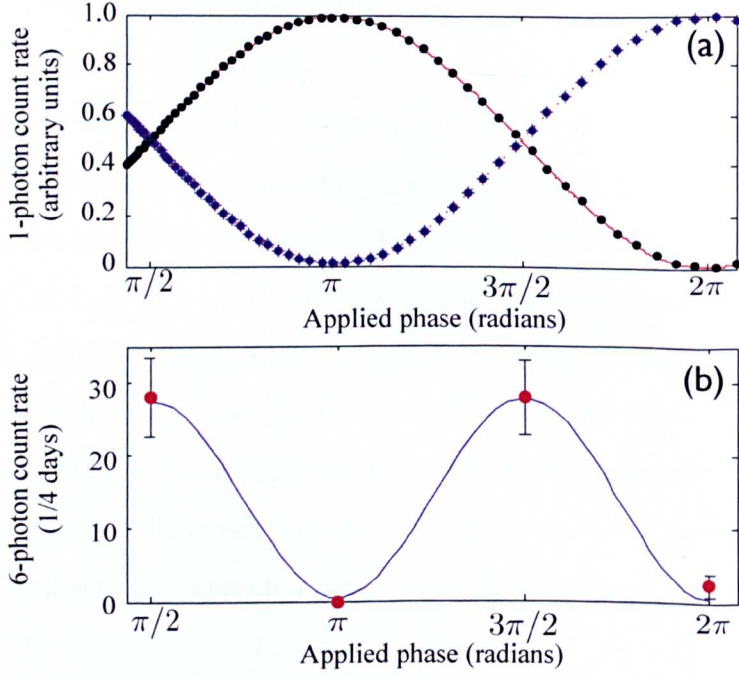 (a)
1-photon count rate
(arbitrary units)
1.0
0.8
0.6
0.4
0.2
0
π/2
π
3π/2
2π
Applied phase (radians)
(b)
6-photon count rate
(1/4 days)
30
20
10
0
π/2
π
3π/2
2π
Applied phase (radians)